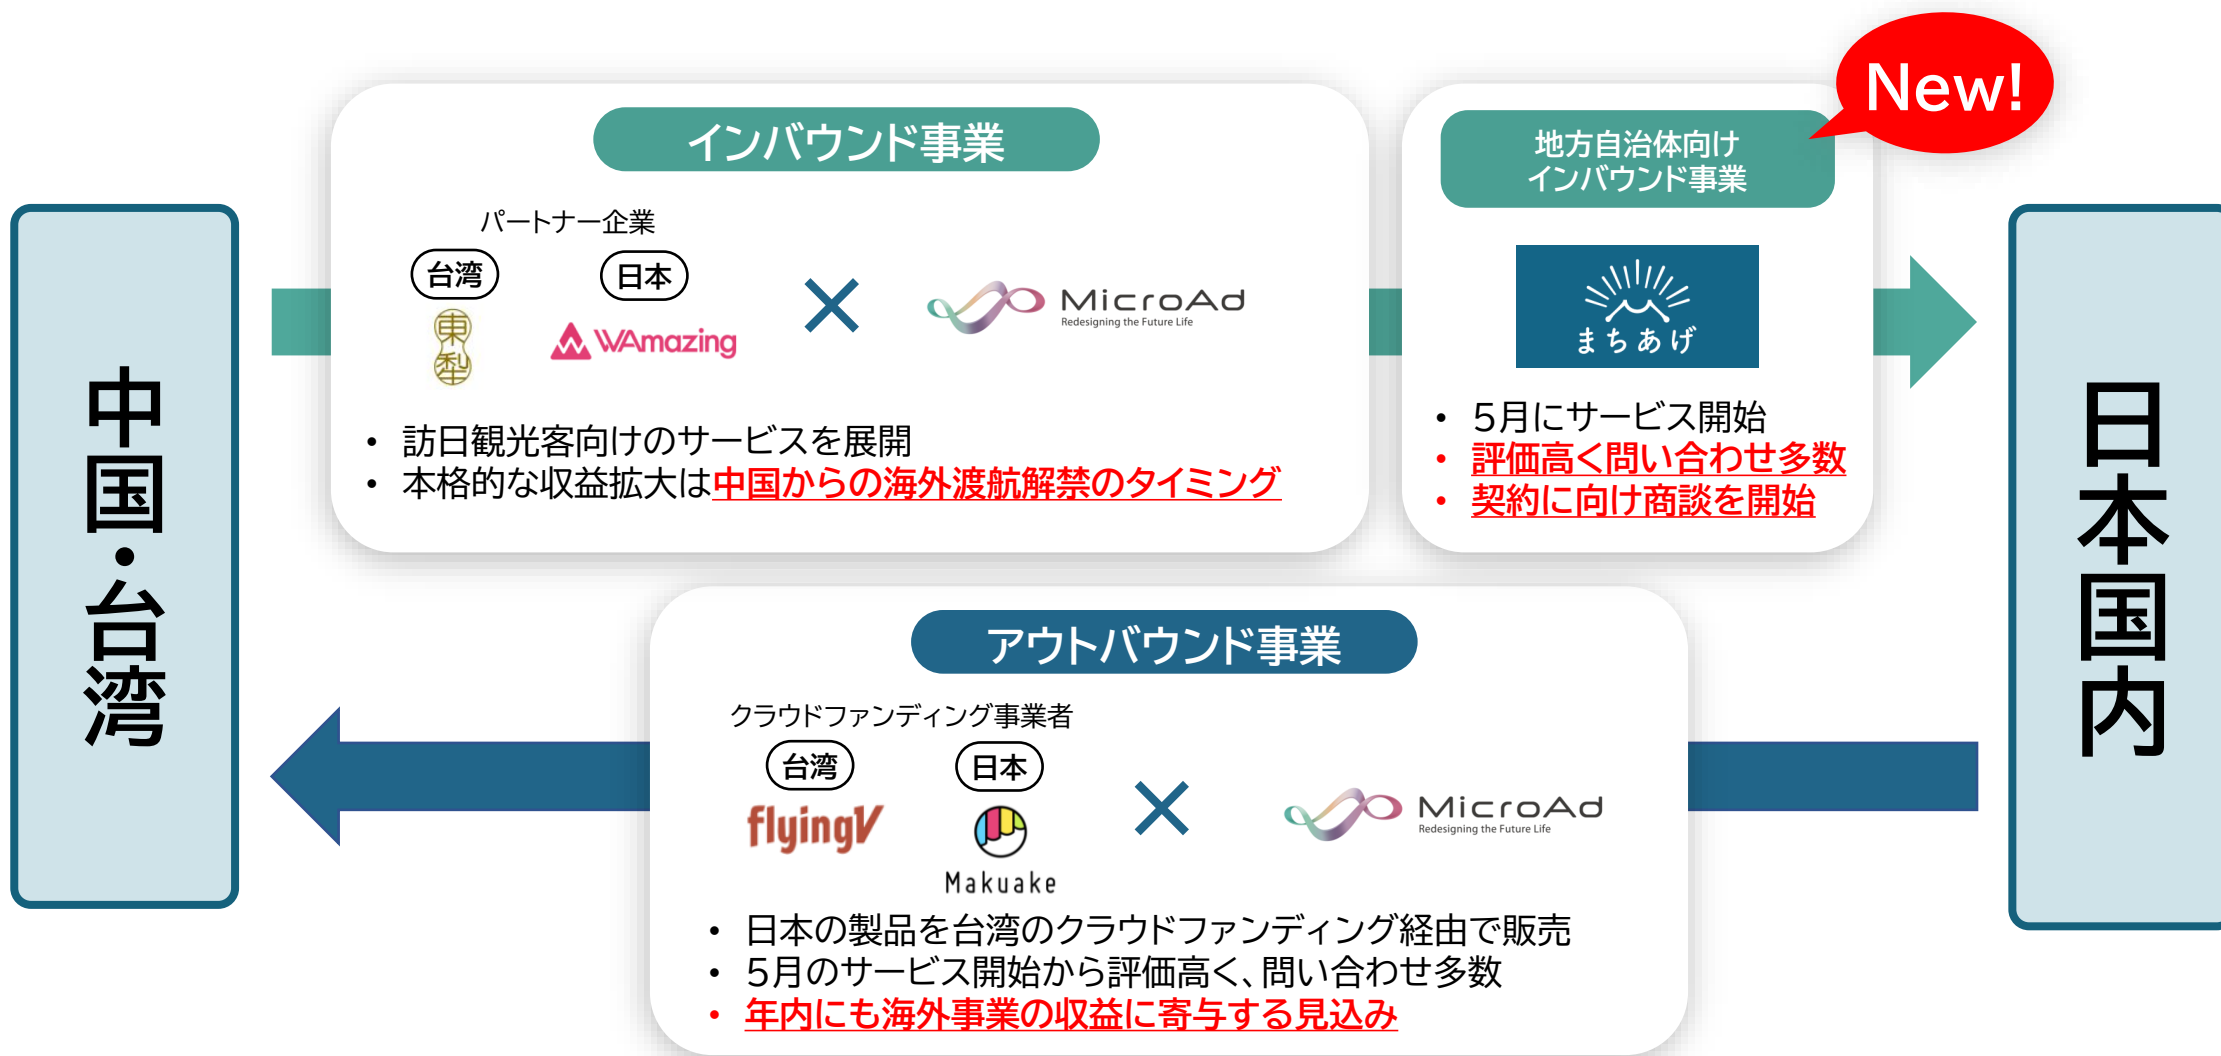 New!
インバウンド事業
地方自治体向け
インバウンド事業
パートナー企業
台湾
日本
東梨
WAmazing
MicroAd
Redesigning the Future Life
まちあげ
・ 訪日観光客向けのサービスを展開
・ 本格的な収益拡大は中国からの海外渡航解禁のタイミング
・ 5月にサービス開始
・ 評価高く問い合わせ多数
・ 契約に向け商談を開始
中国・台湾
日本国内
アウトバウンド事業
クラウドファンディング事業者
台湾
日本
flyingV
Makuake
MicroAd
Redesigning the Future Life
・ 日本の製品を台湾のクラウドファンディング経由で販売
・ 5月のサービス開始から評価高く、問い合わせ多数
・ 年内にも海外事業の収益に寄与する見込み